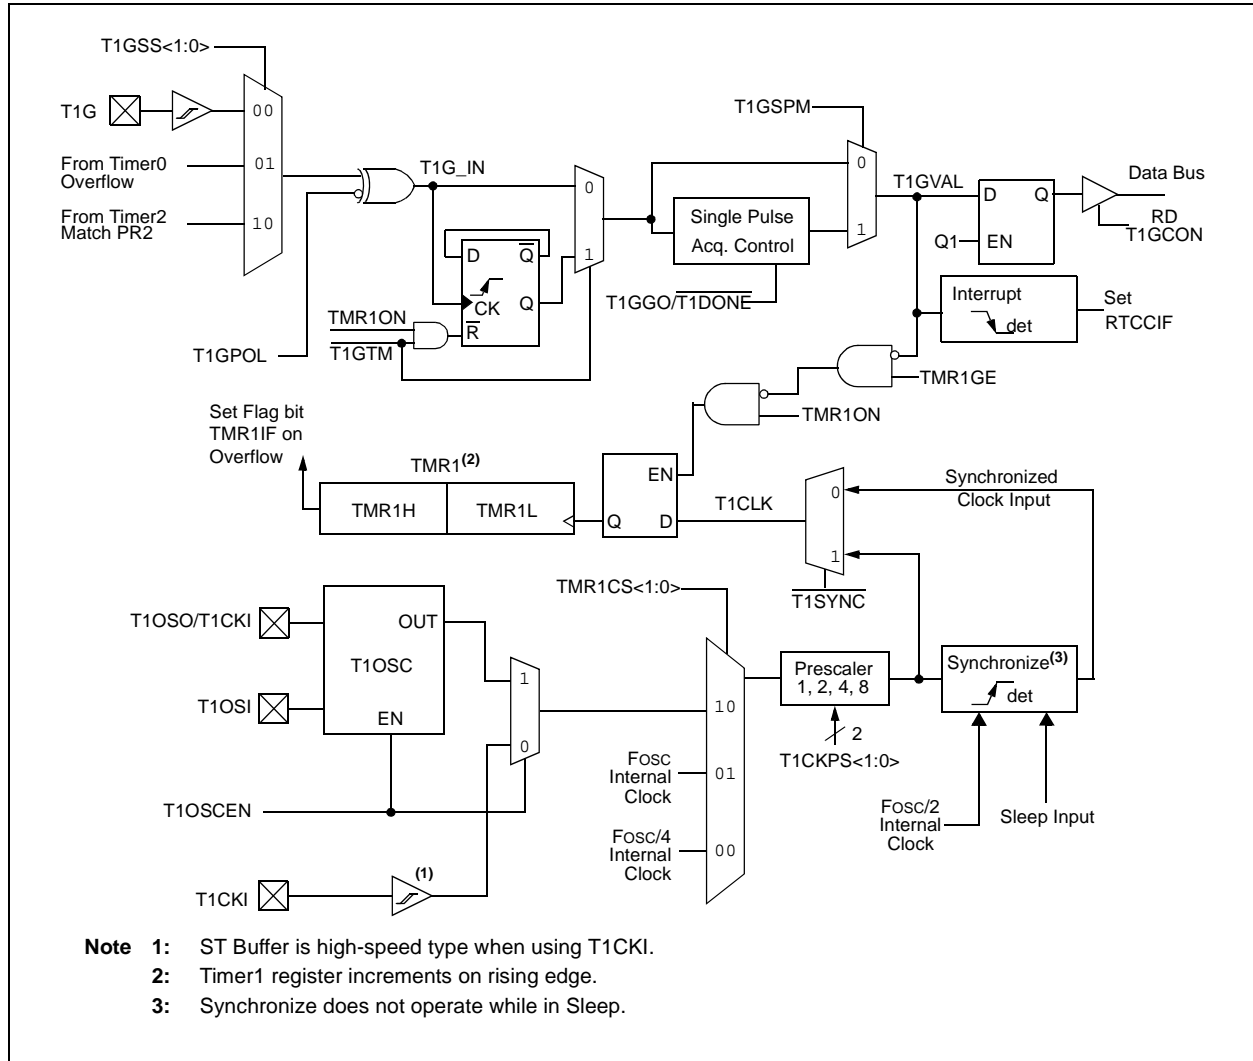 T1GSS<1:0>
T1G
00
From Timer0
Overflow
01
From Timer2
Match PR2
10
T1G_IN
0
1
D
Q
CK
Q
R
TMR1ON
T1GTM
T1GPOL
T1GSPM
0
1
Single Pulse
Acq. Control
T1GGO/T1DONE
T1GVAL
D
Q
Q1
EN
Data Bus
RD
T1GCON
Interrupt
det
Set
RTCCIF
TMR1GE
TMR1ON
Set Flag bit
TMR1IF on
Overflow
TMR1(2)
TMR1H
TMR1L
EN
Q
D
T1CLK
0
1
T1SYNC
Synchronized
Clock Input
T1OSO/T1CKI
OUT
T1OSC
T1OSI
EN
T1OSCEN
T1CKI
(1)
1
0
TMR1CS<1:0>
10
FOSC
Internal
Clock
01
FOSC/4
Internal
Clock
00
Prescaler
1, 2, 4, 8
2
T1CKPS<1:0>
Synchronize(3)
det
FOSC/2
Internal
Clock
Sleep Input
Note 1: ST Buffer is high-speed type when using T1CKI.
2: Timer1 register increments on rising edge.
3: Synchronize does not operate while in Sleep.